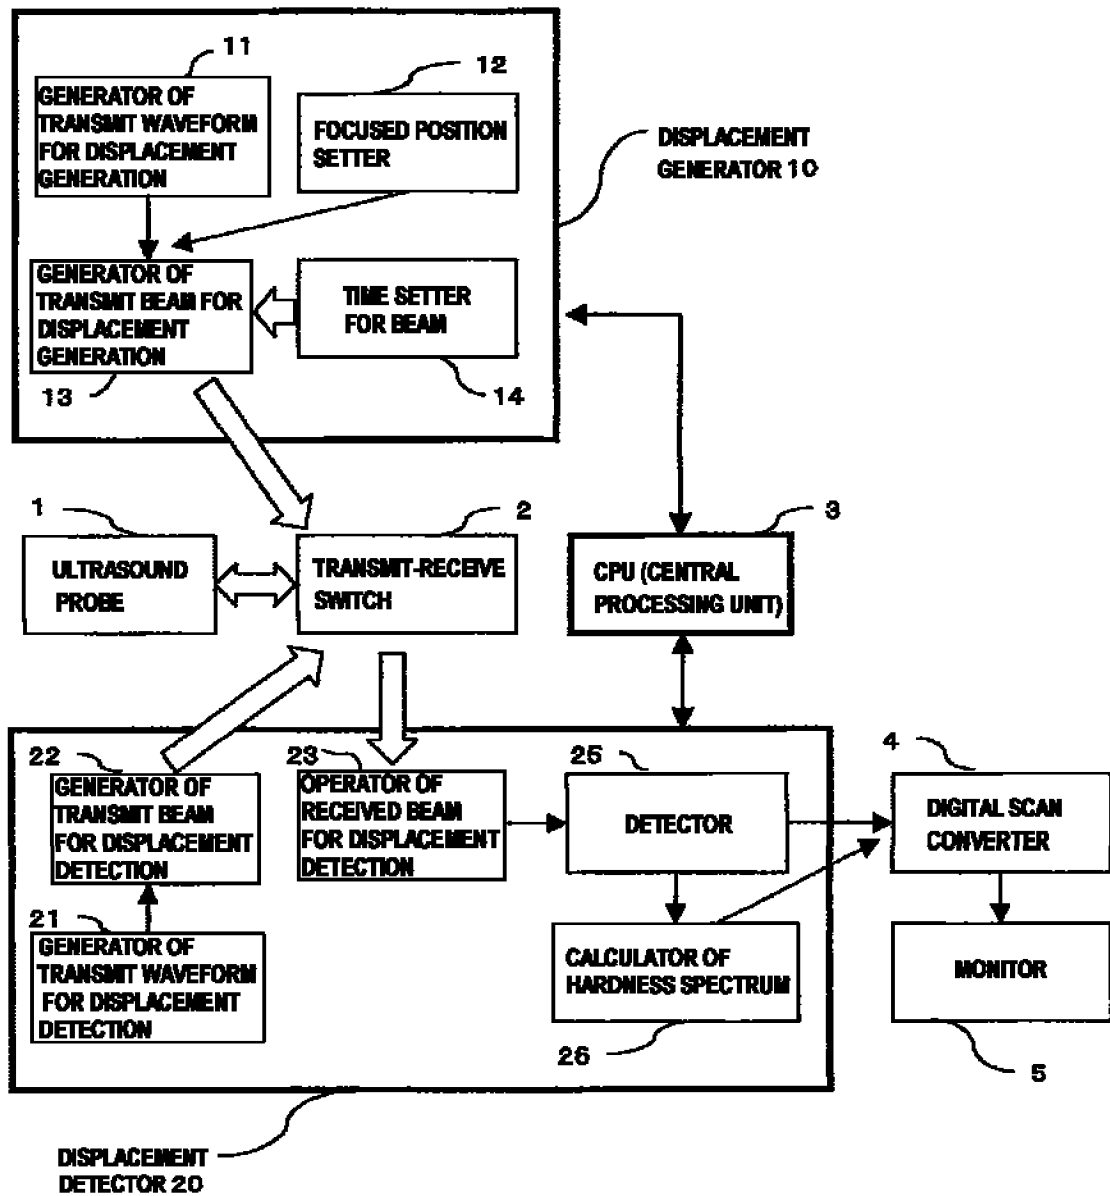 11
GENERATOR OF
TRANSMIT WAVEFORM
FOR DISPLACEMENT
GENERATION
12
FOCUSED POSITION
SETTER
DISPLACEMENT
GENERATOR 10
GENERATOR OF
TRANSMIT BEAM FOR
DISPLACEMENT
GENERATION
13
TIME SETTER
FOR BEAM
14
1
ULTRASOUND
PROBE
2
TRANSMIT-RECEIVE
SWITCH
3
CPU (CENTRAL
PROCESSING UNIT)
22
GENERATOR OF
TRANSMIT BEAM
FOR DISPLACEMENT
DETECTION
23
OPERATOR OF
RECEIVED BEAM
FOR DISPLACEMENT
DETECTION
25
DETECTOR
4
DIGITAL SCAN
CONVERTER
21
GENERATOR OF
TRANSMIT WAVEFORM
FOR DISPLACEMENT
DETECTION
CALCULATOR OF
HARDNESS SPECTRUM
26
MONITOR
5
DISPLACEMENT
DETECTOR 20